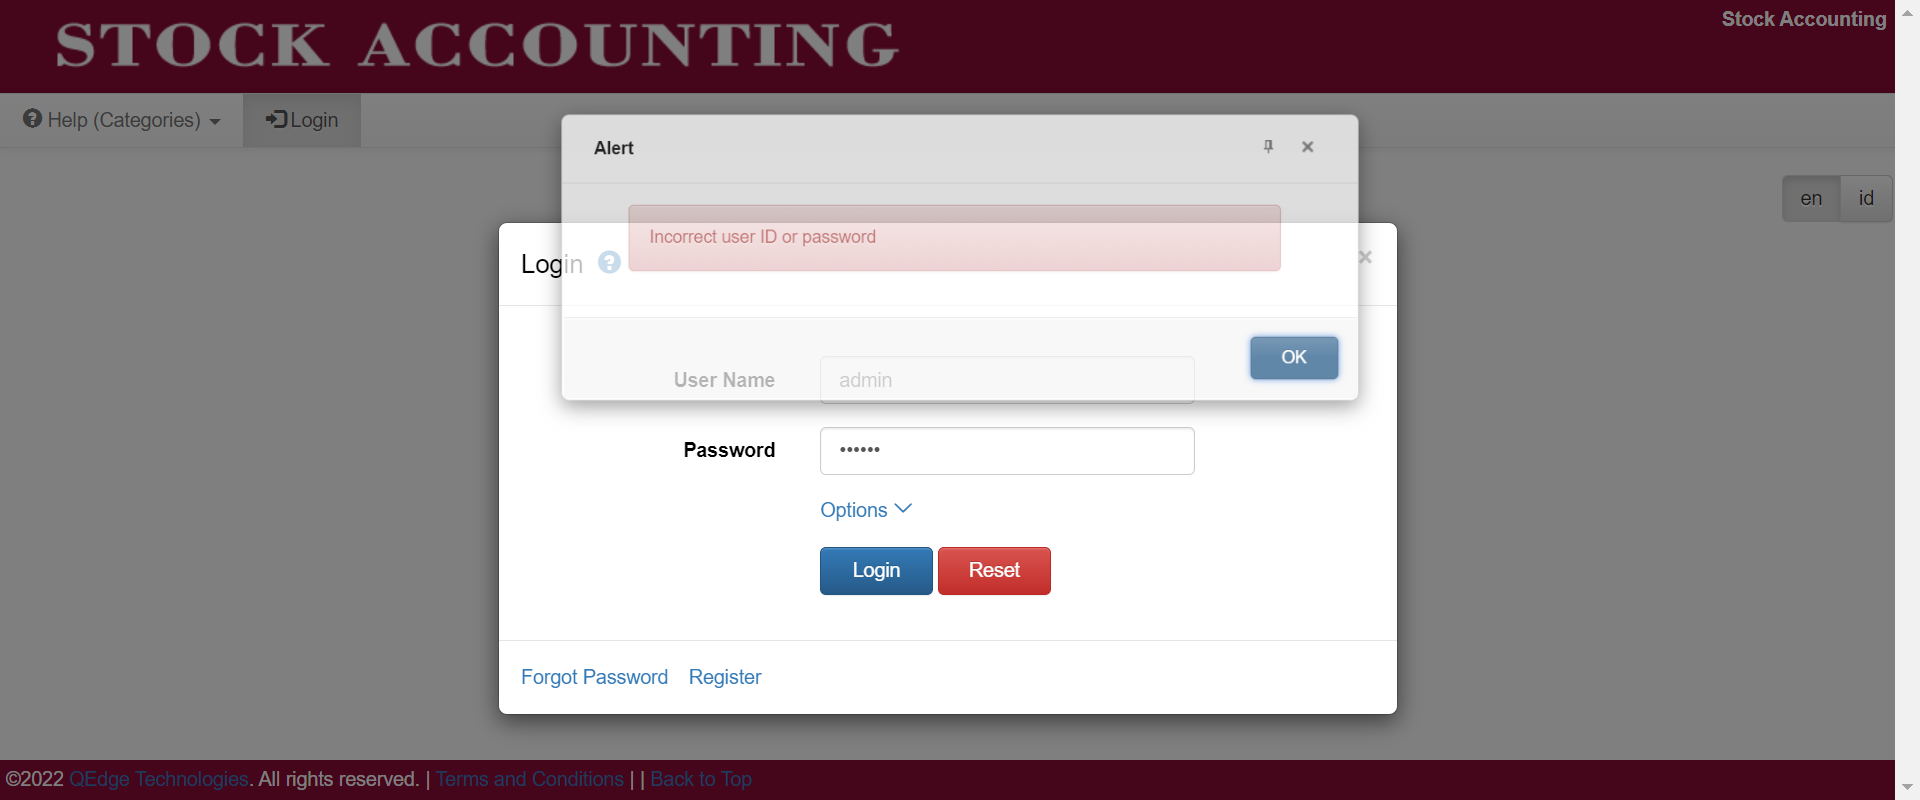 STOCK ACCOUNTING
Stock Accounting
Help (Categories)
Login
en
id
Alert
Incorrect user ID or password
OK
Login
User Name
admin
Password
••••••
Options
Login
Reset
Forgot Password
Register
©2022 QEdge Technologies. All rights reserved. | Terms and Conditions | | Back to Top